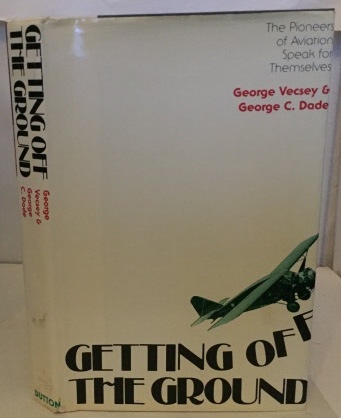 GETTING OFF
THE GROUND
George
Vecsey &
George
C. Dade
DUTTON
The Pioneers
of Aviation
Speak for
Themselves
George Vecsey &
George C. Dade
GETTING OFF
THE GROUND